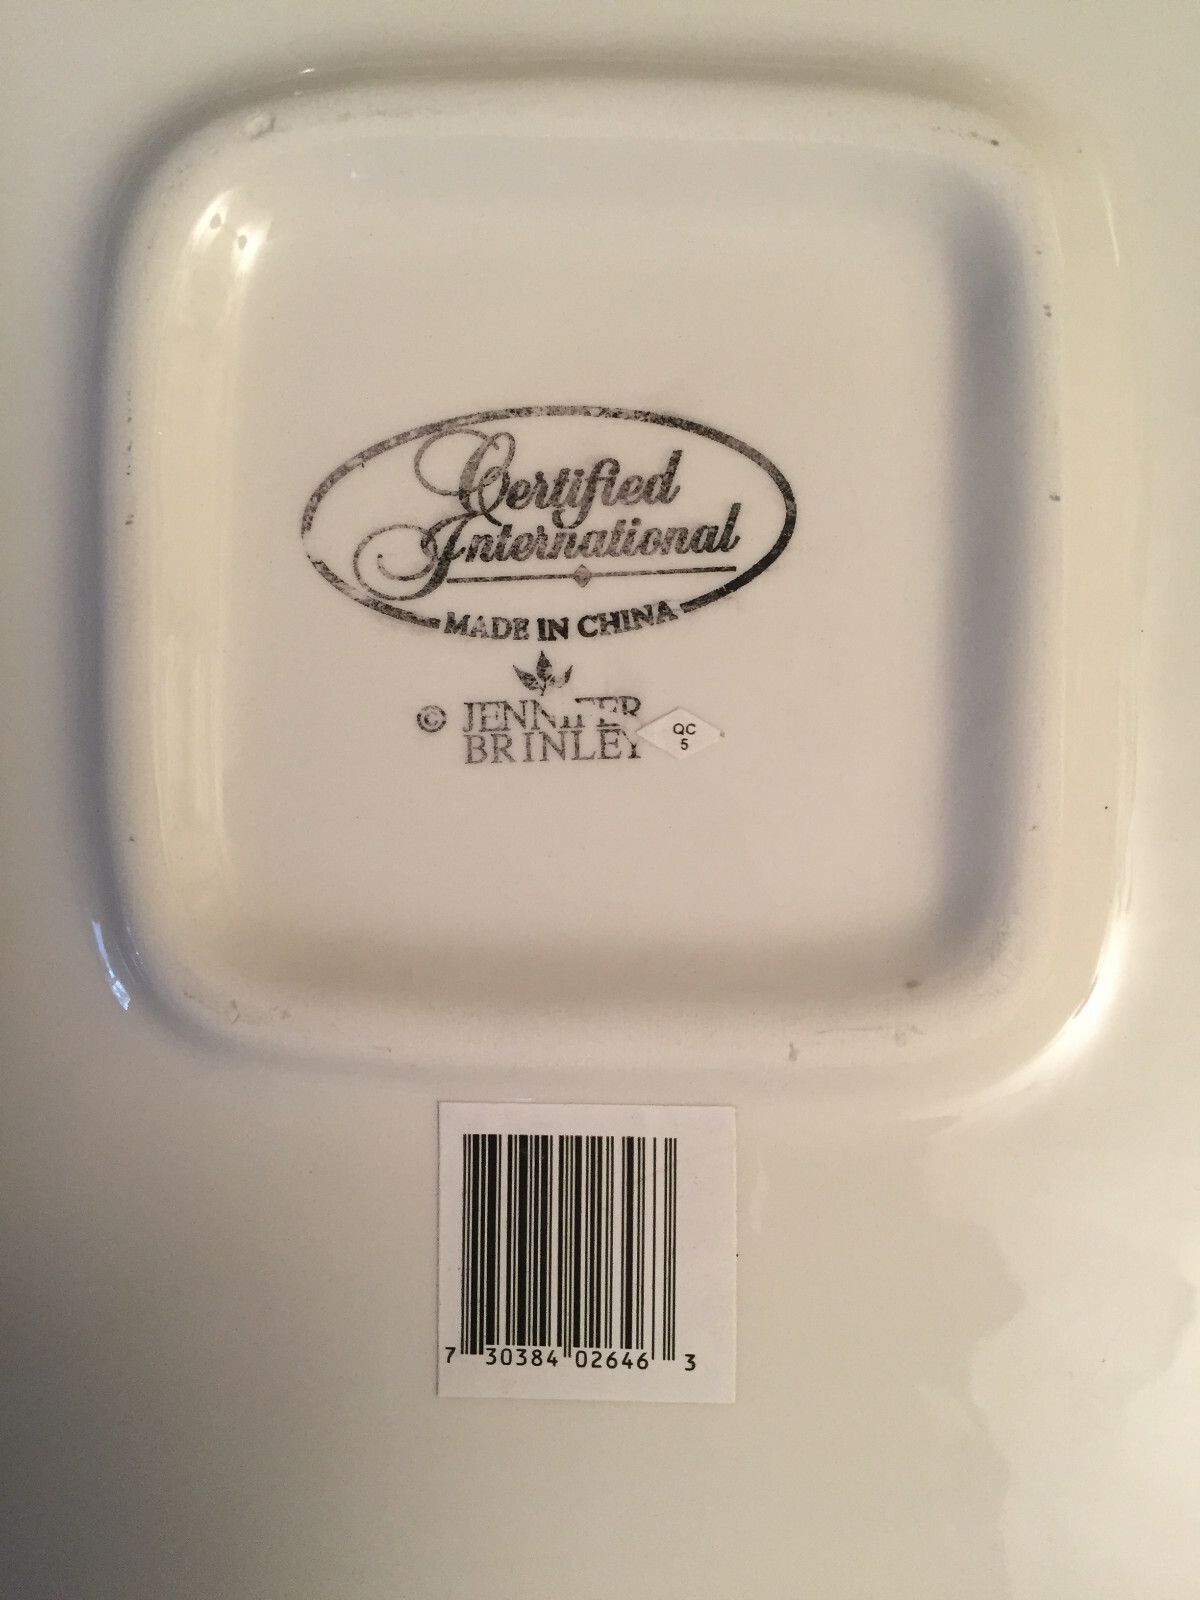 Certified
International
MADE IN CHINA
© JENNIFER
BRINLEY
QC
5
7 30384 02646 3